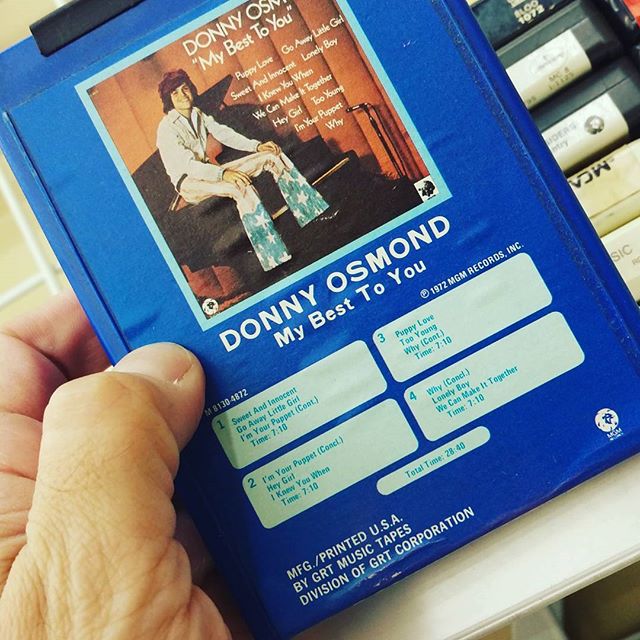 DONNY OSM
"My Best To You"
Puppy Love Go Away Little Girl
Sweet And Innocent Lonely Boy
I Knew You When
We Can Make It Together
Hey Girl Too Young
I'm Your Puppet
Why
DONNY OSMOND
My Best To You
℗ 1972 MGM RECORDS, INC.
M 8130-4872
1 Sweet And Innocent
Go Away Little Girl
I'm Your Puppet (Cont.)
Time: 7:10
2 I'm Your Puppet (Concl.)
Hey Girl
I Knew You When
Time: 7:10
3 Puppy Love
Too Young
Why (Cont.)
Time: 7:10
4 Why (Concl.)
Lonely Boy
We Can Make It Together
Time: 7:10
Total Time: 28:40
MGM
MFG./PRINTED U.S.A.
BY GRT MUSIC TAPES
DIVISION OF GRT CORPORATION
MCA